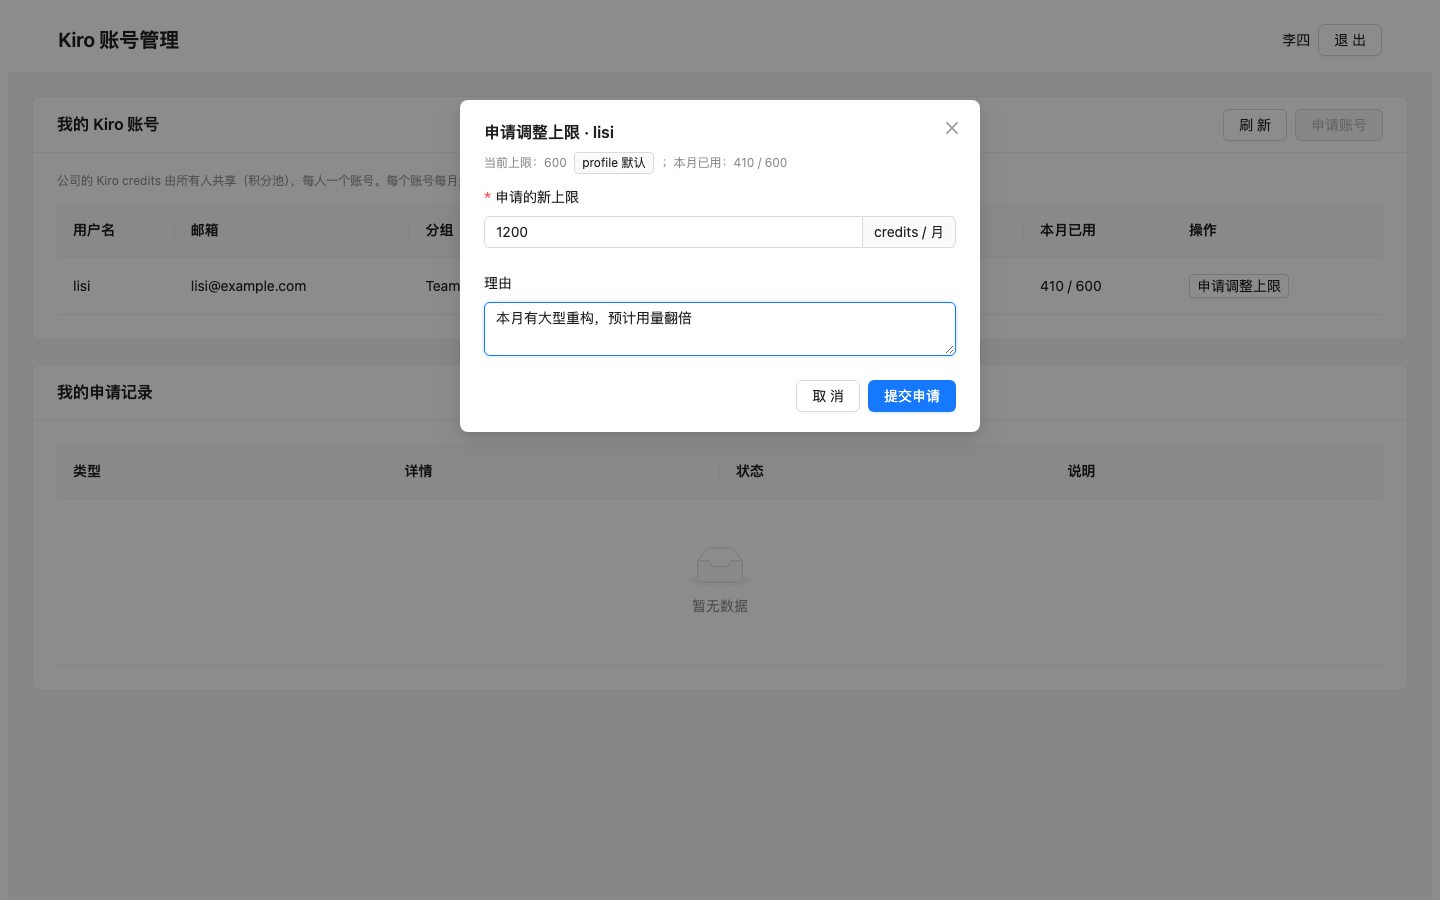 Kiro 账号管理
李四
退 出
我的 Kiro 账号
刷 新
申请账号
公司的 Kiro credits 由所有人共享（积分池），每人一个账号。每个账号每月
用户名
邮箱
分组
本月已用
操作
lisi
lisi@example.com
Team
410 / 600
申请调整上限
申请调整上限 · lisi
当前上限：600 profile 默认 ；本月已用：410 / 600
* 申请的新上限
1200
credits / 月
理由
本月有大型重构，预计用量翻倍
取 消
提交申请
我的申请记录
类型
详情
状态
说明
暂无数据